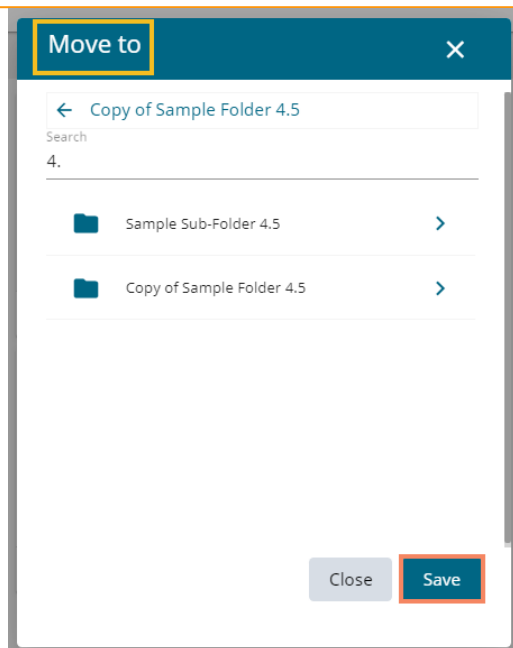 Move to
Copy of Sample Folder 4.5
Search
4.
Sample Sub-Folder 4.5
Copy of Sample Folder 4.5
Close Save